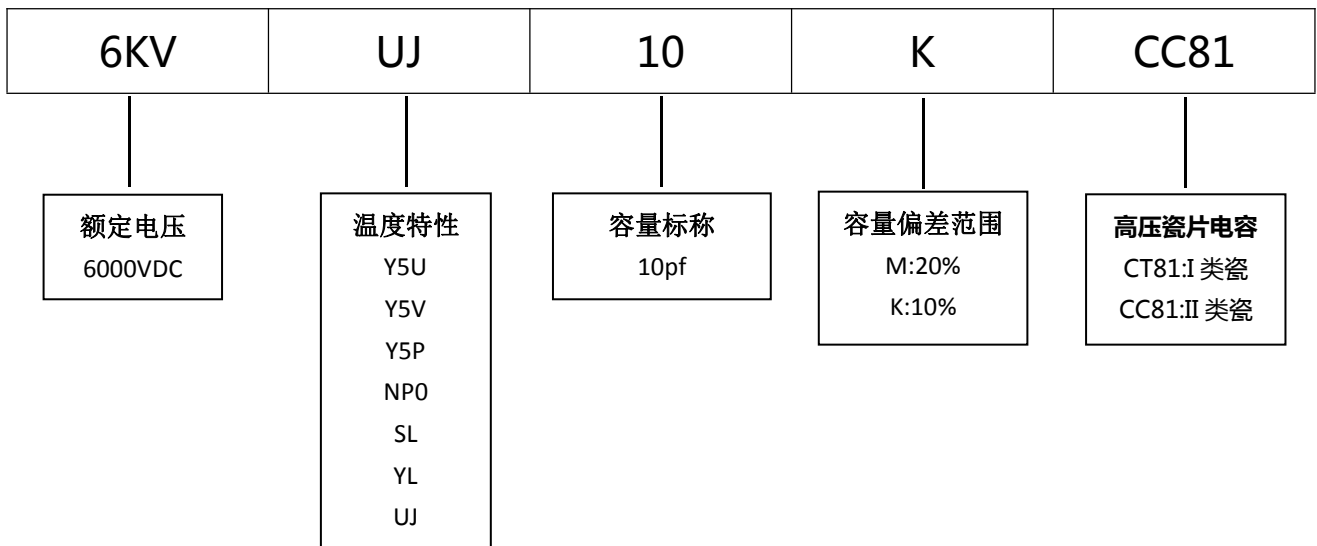 6KV UJ 10 K CC81
额定电压
6000VDC
温度特性
Y5U
Y5V
Y5P
NP0
SL
YL
UJ
容量标称
10pf
容量偏差范围
M:20%
K:10%
高压瓷片电容
CT81:I 类瓷
CC81:II 类瓷